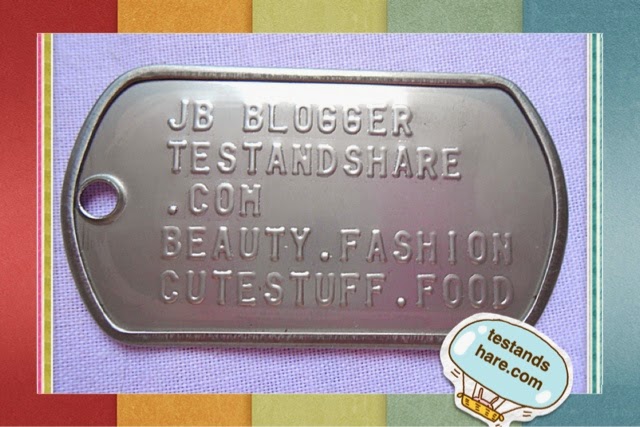 JB BLOGGER
TESTANDSHARE
.COM
BEAUTY.FASHION
CUTESTUFF.FOOD
testands
hare.com